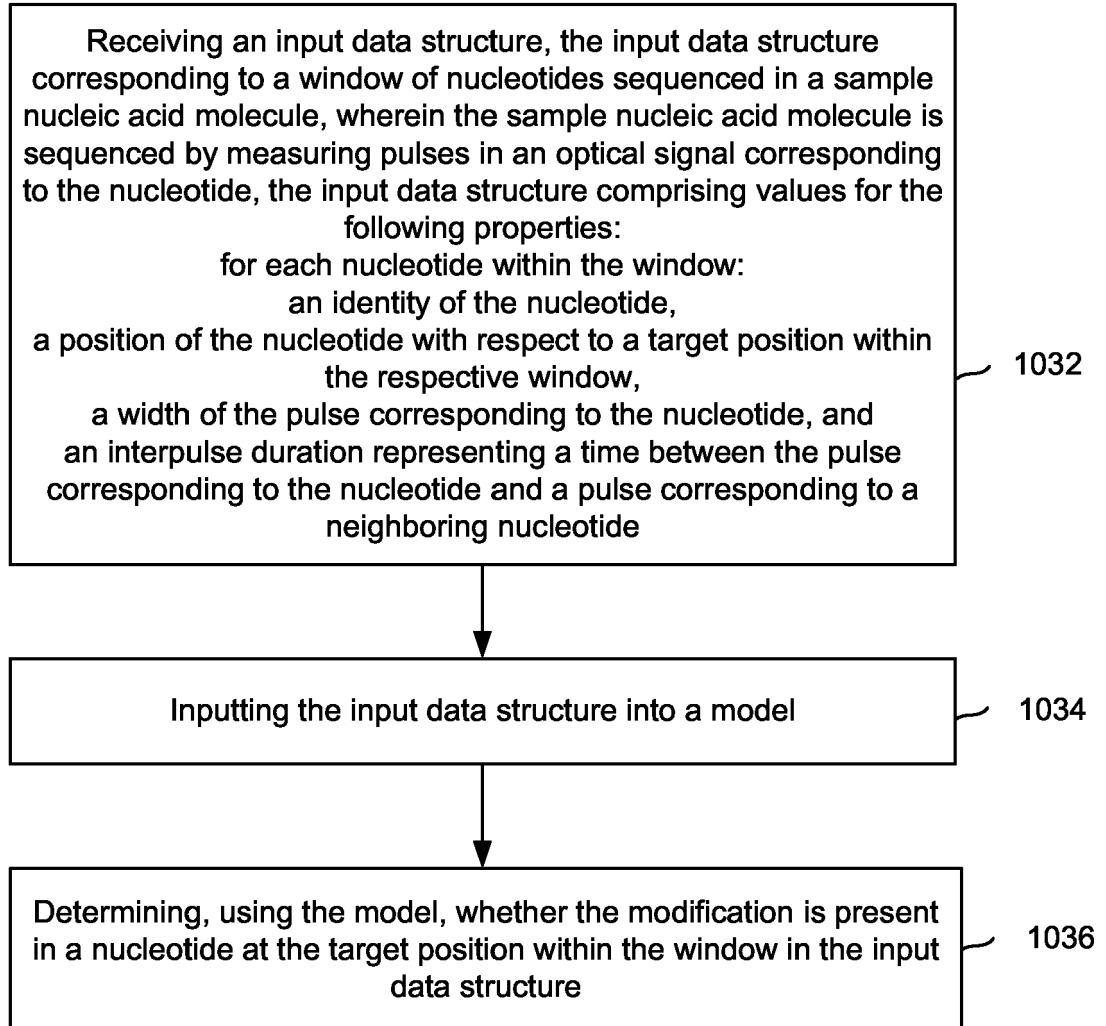 Receiving an input data structure, the input data structure
corresponding to a window of nucleotides sequenced in a sample
nucleic acid molecule, wherein the sample nucleic acid molecule is
sequenced by measuring pulses in an optical signal corresponding
to the nucleotide, the input data structure comprising values for the
following properties:
for each nucleotide within the window:
an identity of the nucleotide,
a position of the nucleotide with respect to a target position within
the respective window,
a width of the pulse corresponding to the nucleotide, and
an interpulse duration representing a time between the pulse
corresponding to the nucleotide and a pulse corresponding to a
neighboring nucleotide
1032
Inputting the input data structure into a model
1034
Determining, using the model, whether the modification is present
in a nucleotide at the target position within the window in the input
data structure
1036